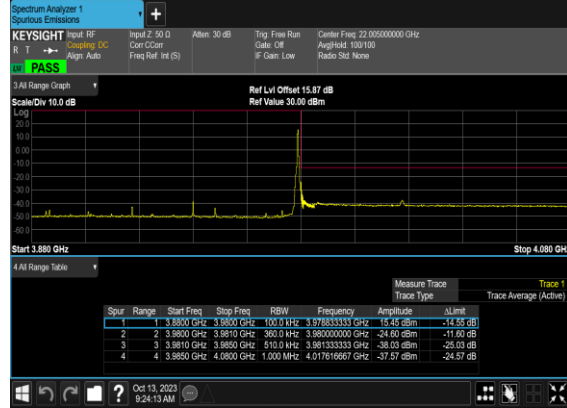 Spectrum Analyzer 1
Spurious Emissions
+
KEYSIGHT Input: RF Input Z: 50 Ω Atten: 30 dB Trig: Free Run Center Freq: 22.005000000 GHz
R T Coupling: DC Corr CCorr Gate: Off Avg|Hold: 100/100
Align: Auto Freq Ref: Int (S) IF Gain: Low Radio Std: None
LW PASS
3 All Range Graph
Ref Lvl Offset 15.87 dB
Scale/Div 10.0 dB Ref Value 30.00 dBm
Log
20.0
10.0
0.00
-10.0
-20.0
-30.0
-40.0
-50.0
-60.0
Start 3.880 GHz Stop 4.080 GHz
4 All Range Table
Measure Trace Trace 1
Trace Type Trace Average (Active)
Spur Range Start Freq Stop Freq RBW Frequency Amplitude ΔLimit
1 1 3.8800 GHz 3.9800 GHz 100.0 kHz 3.978833333 GHz 15.45 dBm -14.55 dB
2 2 3.9800 GHz 3.9810 GHz 360.0 kHz 3.980000000 GHz -24.60 dBm -11.60 dB
3 3 3.9810 GHz 3.9850 GHz 510.0 kHz 3.981333333 GHz -38.03 dBm -25.03 dB
4 4 3.9850 GHz 4.0800 GHz 1.000 MHz 4.017616667 GHz -37.57 dBm -24.57 dB
? Oct 13, 2023
9:24:13 AM